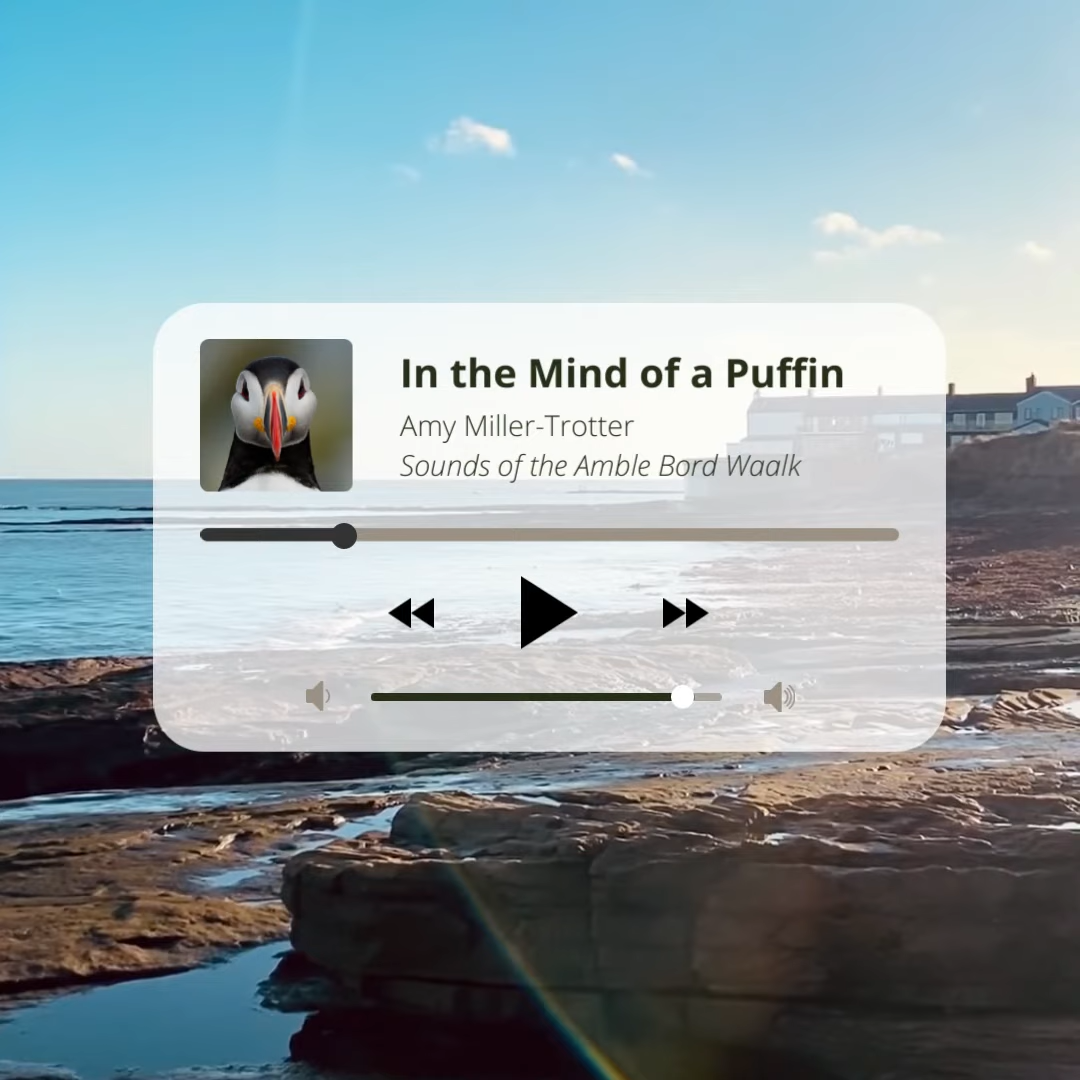 In the Mind of a Puffin
Amy Miller-Trotter
Sounds of the Amble Bord Waalk